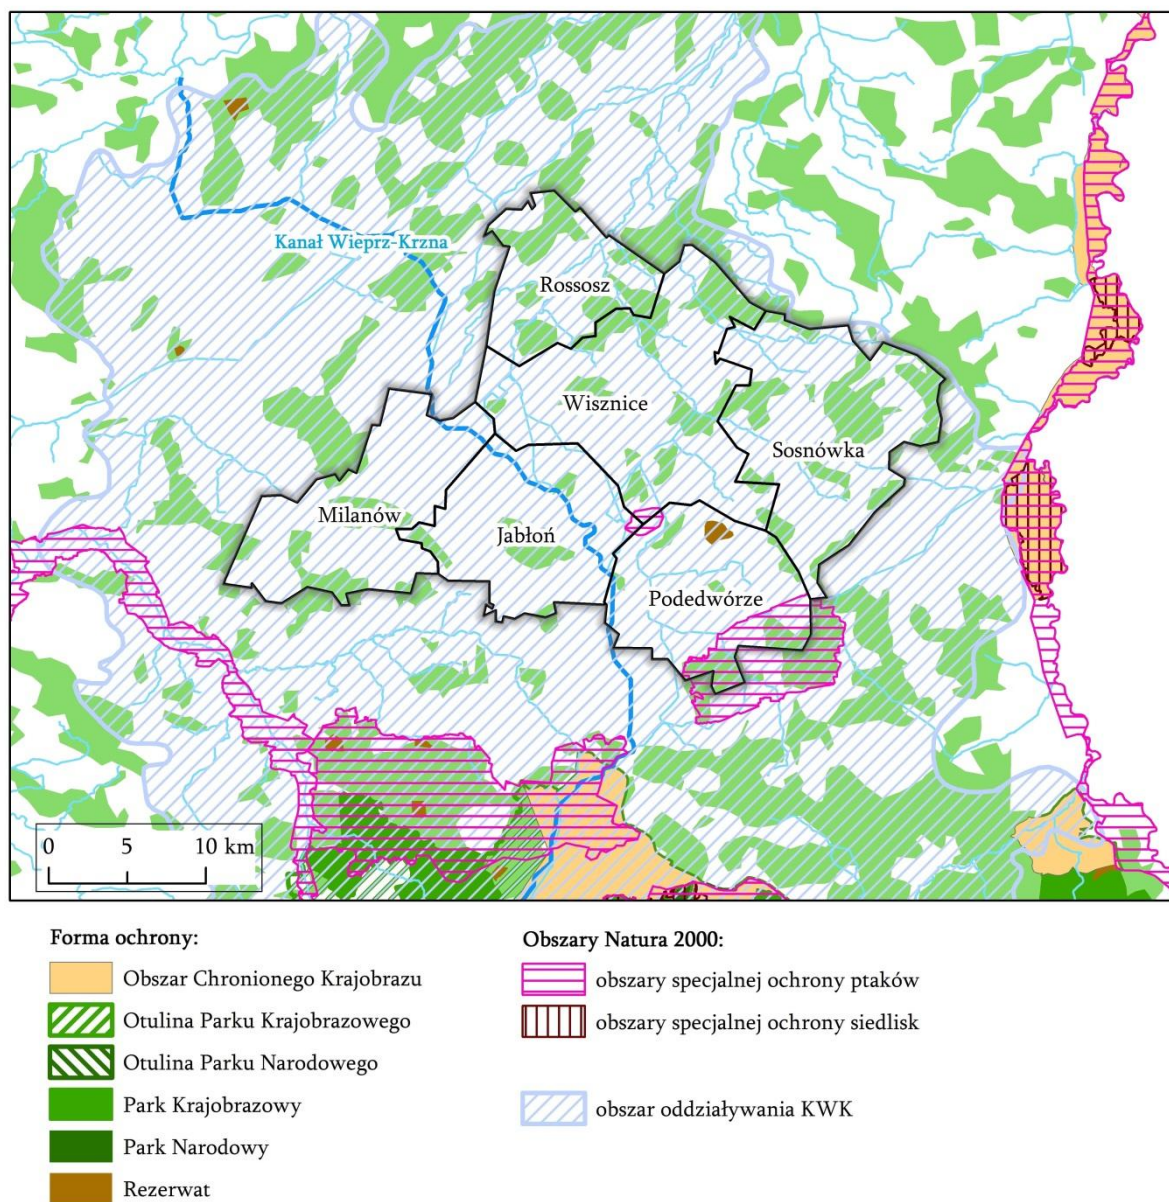 Kanał Wieprz-Krzna
Rossosz
Wisznice
Sosnówka
Milanów
Jabłoń
Podedwórze
0 5 10 km
Forma ochrony:
Obszar Chronionego Krajobrazu
Otulina Parku Krajobrazowego
Otulina Parku Narodowego
Park Krajobrazowy
Park Narodowy
Rezerwat
Obszary Natura 2000:
obszary specjalnej ochrony ptaków
obszary specjalnej ochrony siedlisk
obszar oddziaływania KWK